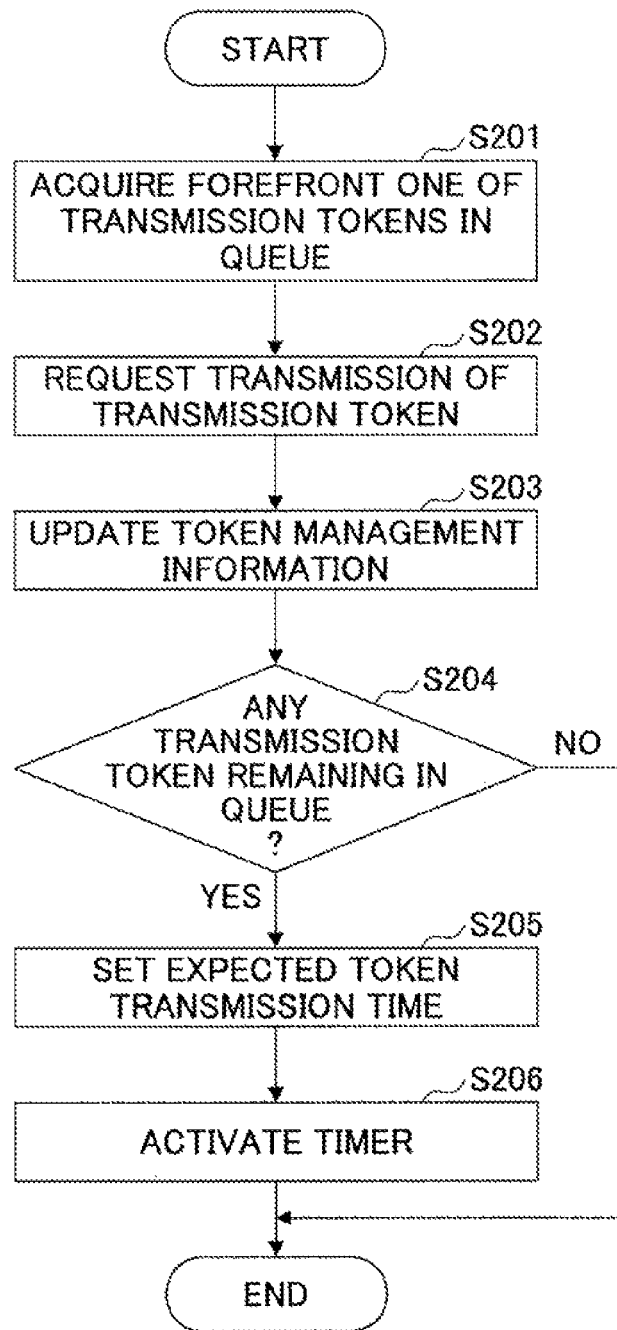 START
S201
ACQUIRE FOREFRONT ONE OF
TRANSMISSION TOKENS IN
QUEUE
S202
REQUEST TRANSMISSION OF
TRANSMISSION TOKEN
S203
UPDATE TOKEN MANAGEMENT
INFORMATION
S204
ANY
TRANSMISSION
TOKEN REMAINING IN
QUEUE
?
NO
YES
S205
SET EXPECTED TOKEN
TRANSMISSION TIME
S206
ACTIVATE TIMER
END